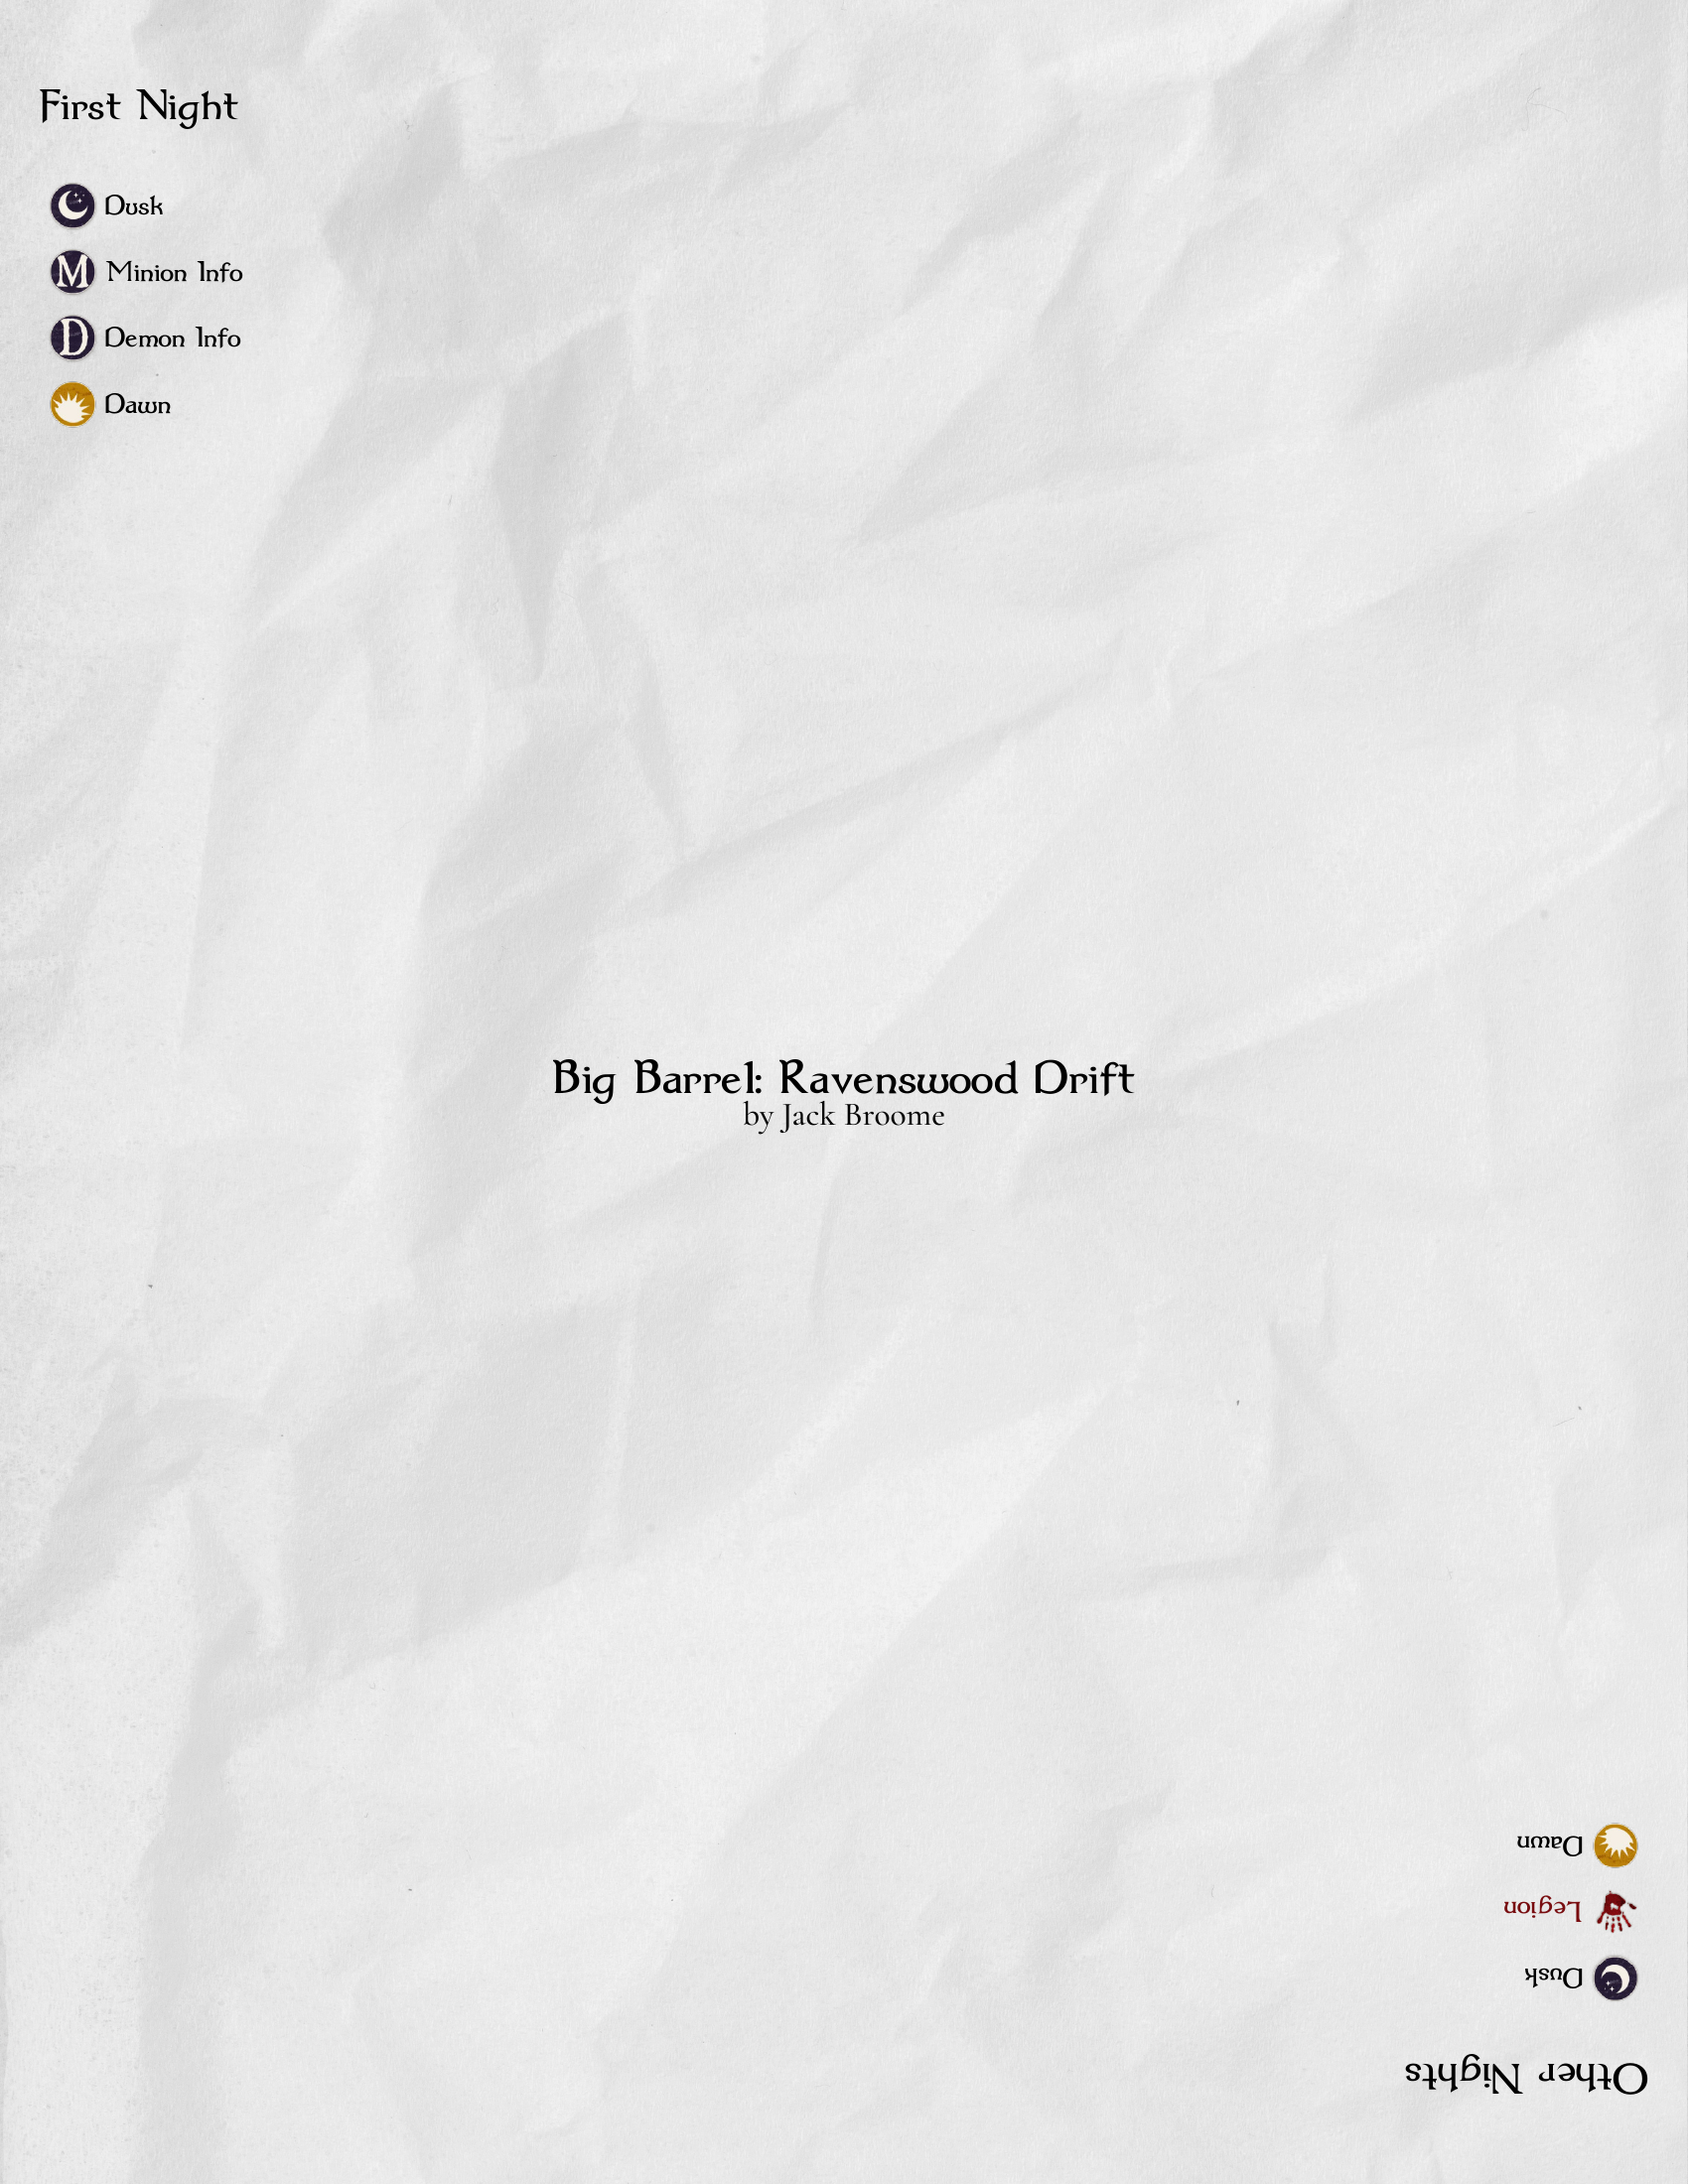 First Night
Dusk
M Minion Info
D Demon Info
Dawn
Big Barrel: Ravenswood Drift
by Jack Broome
Other Nights
Dusk
Legion
Dawn